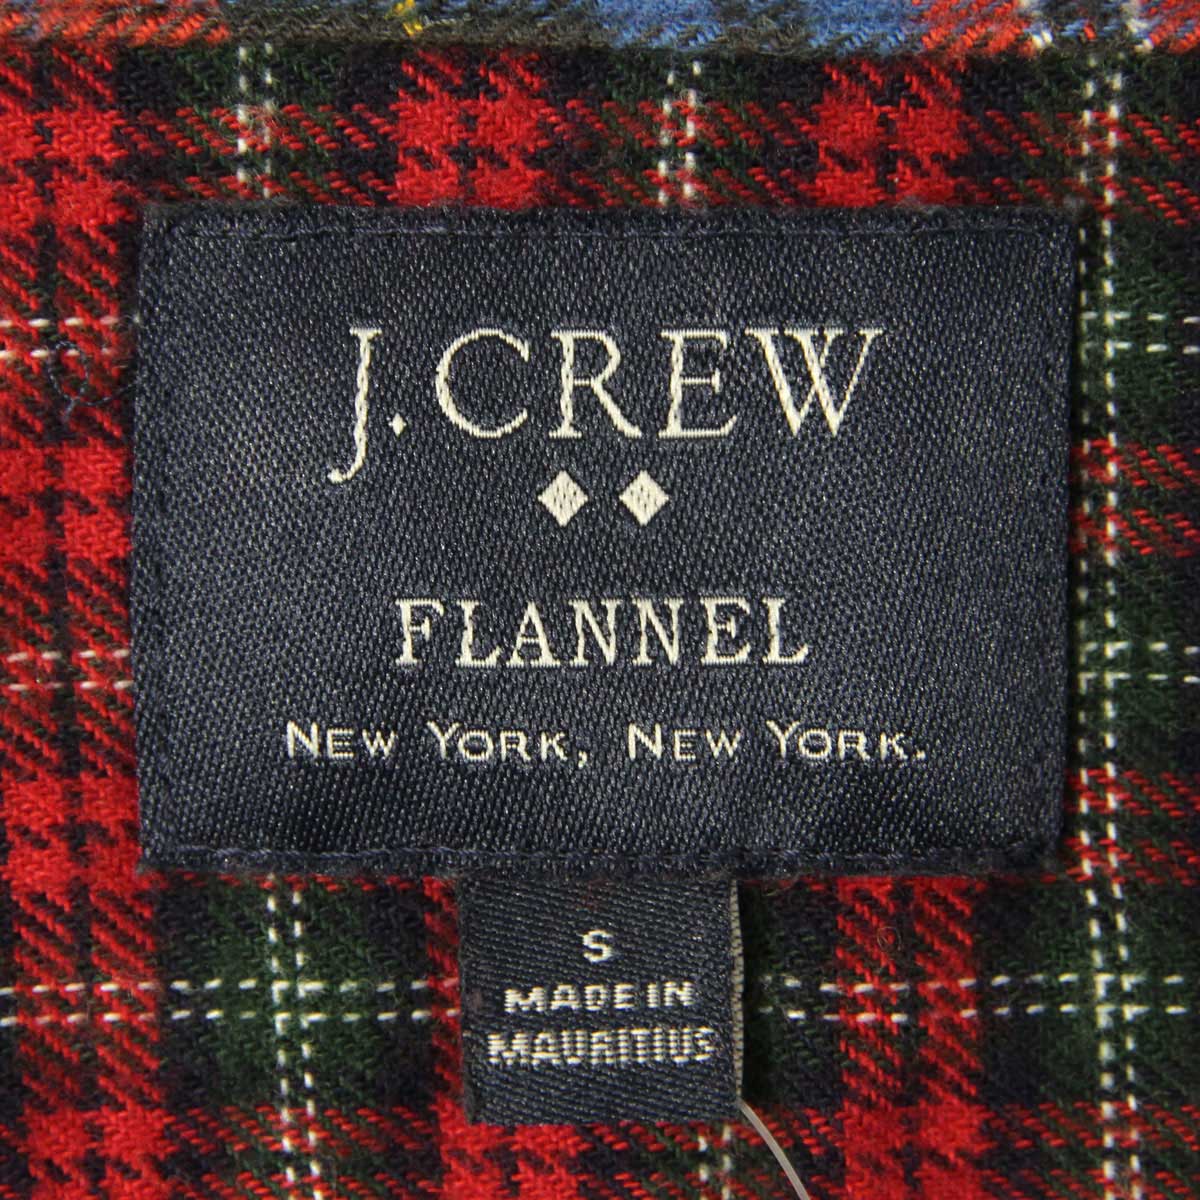 J.CREW
FLANNEL
NEW YORK, NEW YORK.
S
MADE IN
MAURITIUS